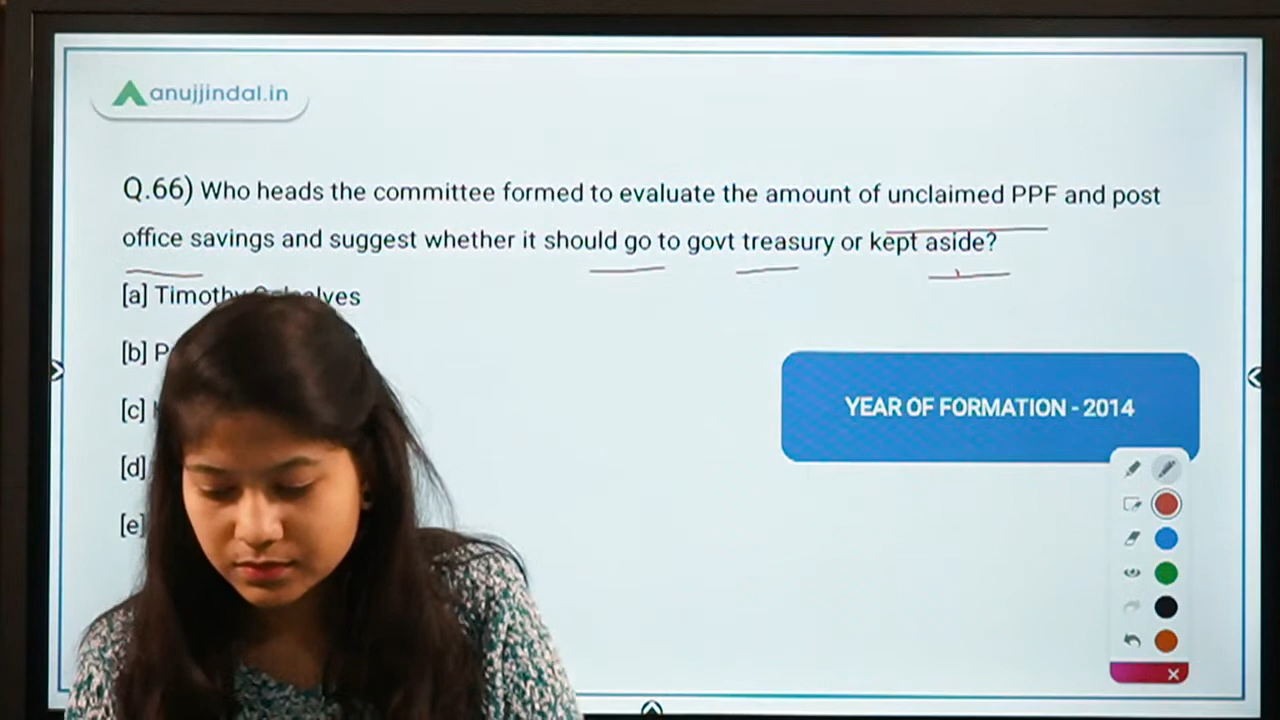 anujjindal.in
Q.66) Who heads the committee formed to evaluate the amount of unclaimed PPF and post
office savings and suggest whether it should go to govt treasury or kept aside?
[a] Timothy
[b] P
[c]
[d]
[e]
YEAR OF FORMATION - 2014